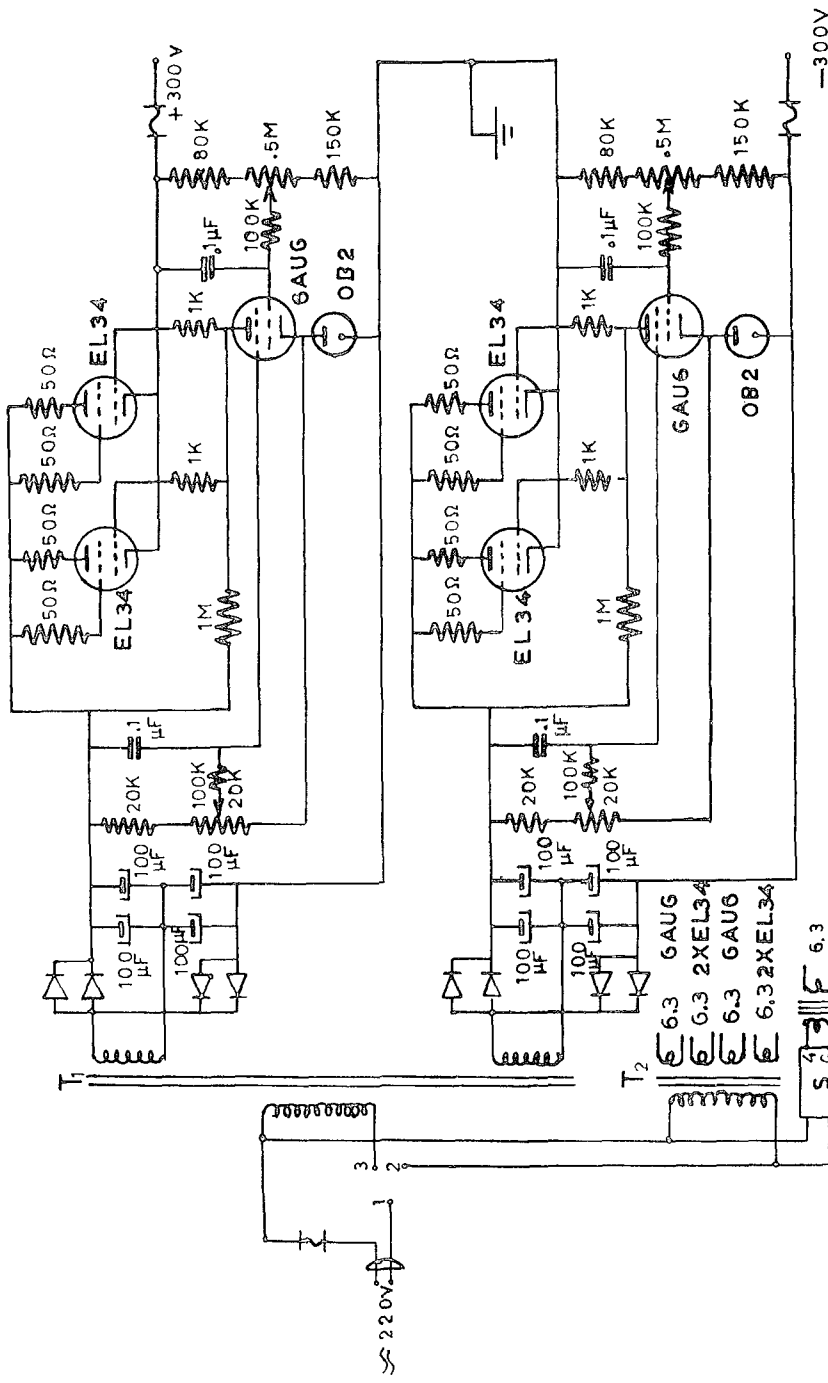 +300V
80K
.5M
150K
100K
.1µF
6AU6
OB2
1K
EL34
50Ω
50Ω
1K
50Ω
50Ω
EL34
1M
.1
µF
20K
100K
20K
100
µF
100
µF
100
µF
100µF
T1
−300V
80K
.5M
150K
100K
.1µF
6AU6
OB2
1K
EL34
50Ω
50Ω
1K
50Ω
50Ω
EL34
1M
.1
µF
20K
100K
20K
100
µF
100
µF
100
µF
100
µF
T2
6.3 6AU6
6.3 2XEL34
6.3 6AU6
6.3 2XEL34
6.3
4
S
3
2
1
≈ 220V